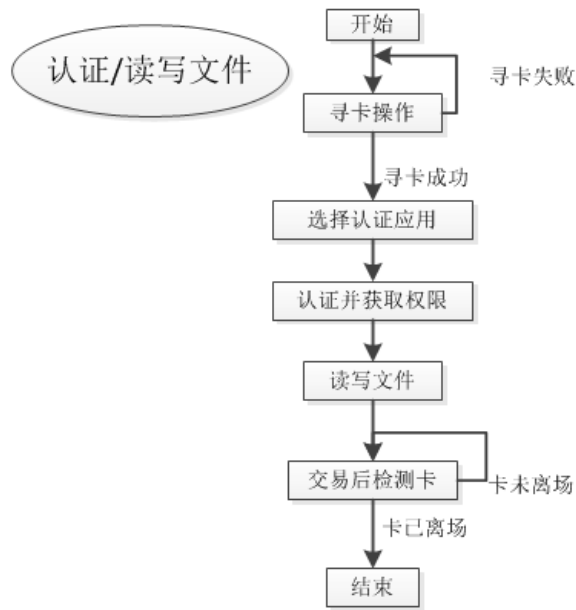 开始
认证/读写文件
寻卡失败
寻卡操作
寻卡成功
选择认证应用
认证并获取权限
读写文件
交易后检测卡
卡未离场
卡已离场
结束